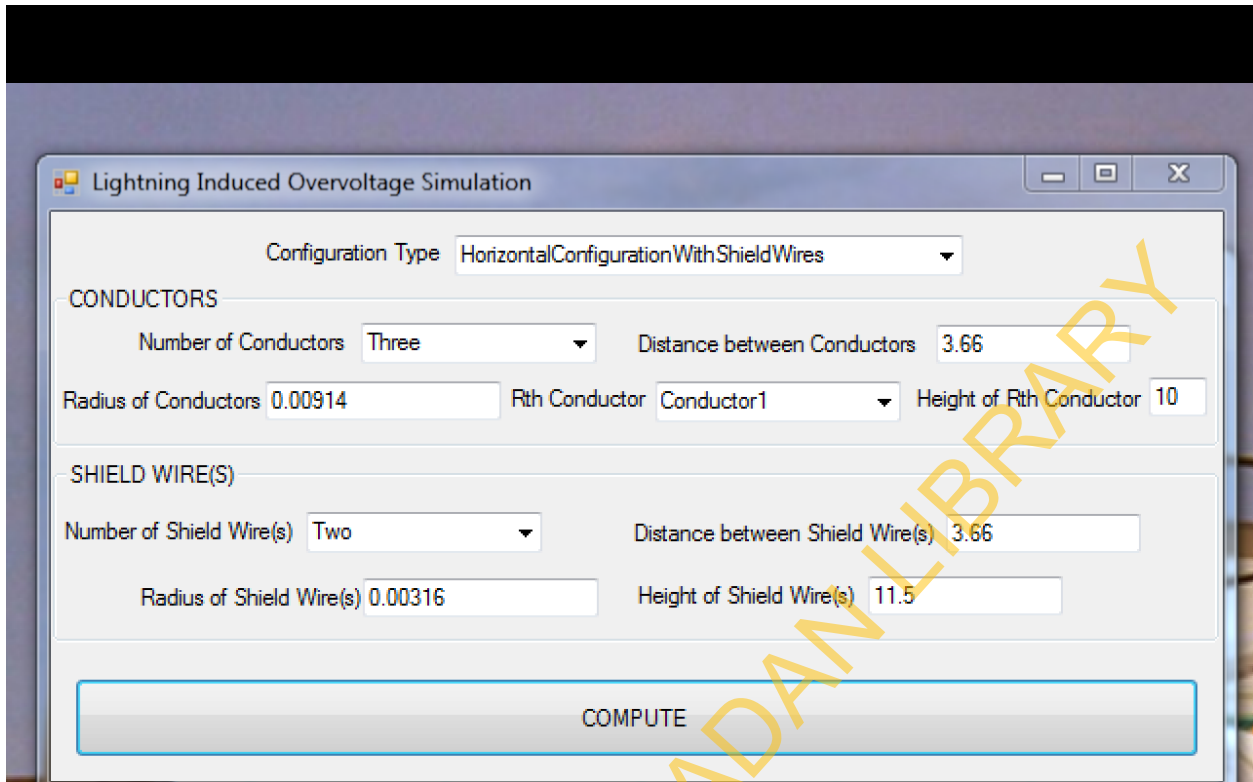 Lightning Induced Overvoltage Simulation
Configuration Type HorizontalConfigurationWithShieldWires
CONDUCTORS
Number of Conductors Three Distance between Conductors 3.66
Radius of Conductors 0.00914 Rth Conductor Conductor1 Height of Rth Conductor 10
SHIELD WIRE(S)
Number of Shield Wire(s) Two Distance between Shield Wire(s) 3.66
Radius of Shield Wire(s) 0.00316 Height of Shield Wire(s) 11.5
COMPUTE
ADAN LIBRARY